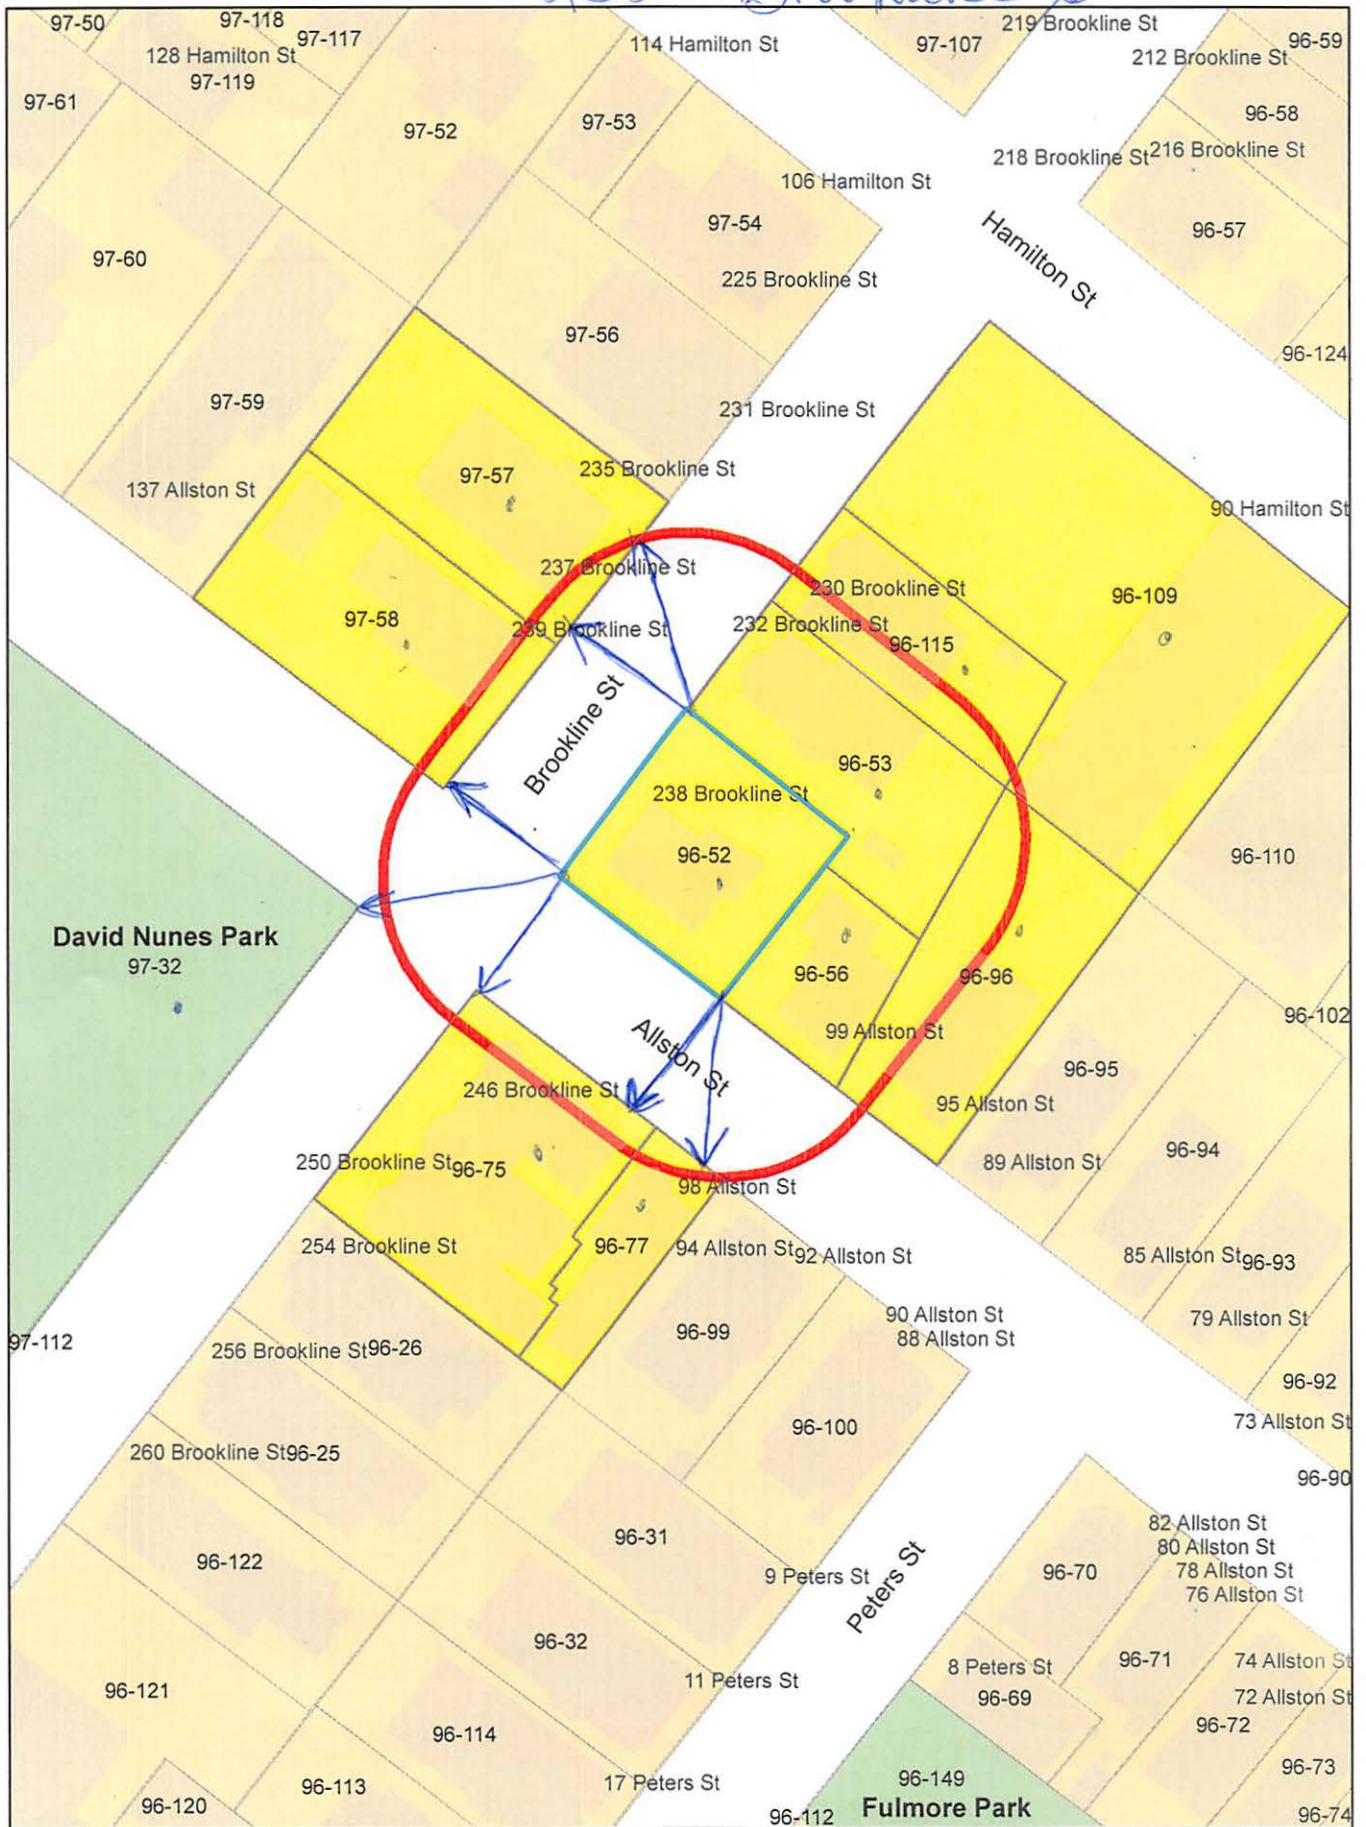 97-50
97-118
97-117
128 Hamilton St
97-119
97-61
97-52
97-53
114 Hamilton St
97-107
219 Brookline St
212 Brookline St
96-59
96-58
218 Brookline St
216 Brookline St
106 Hamilton St
97-54
96-57
Hamilton St
97-60
225 Brookline St
97-56
96-124
97-59
231 Brookline St
235 Brookline St
97-57
137 Allston St
90 Hamilton St
237 Brookline St
230 Brookline St
96-109
97-58
239 Brookline St
232 Brookline St
96-115
Brookline St
96-53
238 Brookline St
96-52
96-110
David Nunes Park
97-32
96-56
96-96
96-102
99 Allston St
Allston St
96-95
246 Brookline St
95 Allston St
96-94
250 Brookline St
96-75
89 Allston St
98 Allston St
254 Brookline St
96-77
94 Allston St
92 Allston St
85 Allston St
96-93
90 Allston St
88 Allston St
79 Allston St
97-112
96-99
256 Brookline St
96-26
96-92
96-100
73 Allston St
260 Brookline St
96-25
96-90
96-31
82 Allston St
80 Allston St
78 Allston St
76 Allston St
96-122
96-70
9 Peters St
Peters St
96-32
96-71
74 Allston St
8 Peters St
96-69
72 Allston St
11 Peters St
96-121
96-72
96-114
96-73
17 Peters St
96-113
96-149
Fulmore Park
96-120
96-112
96-74